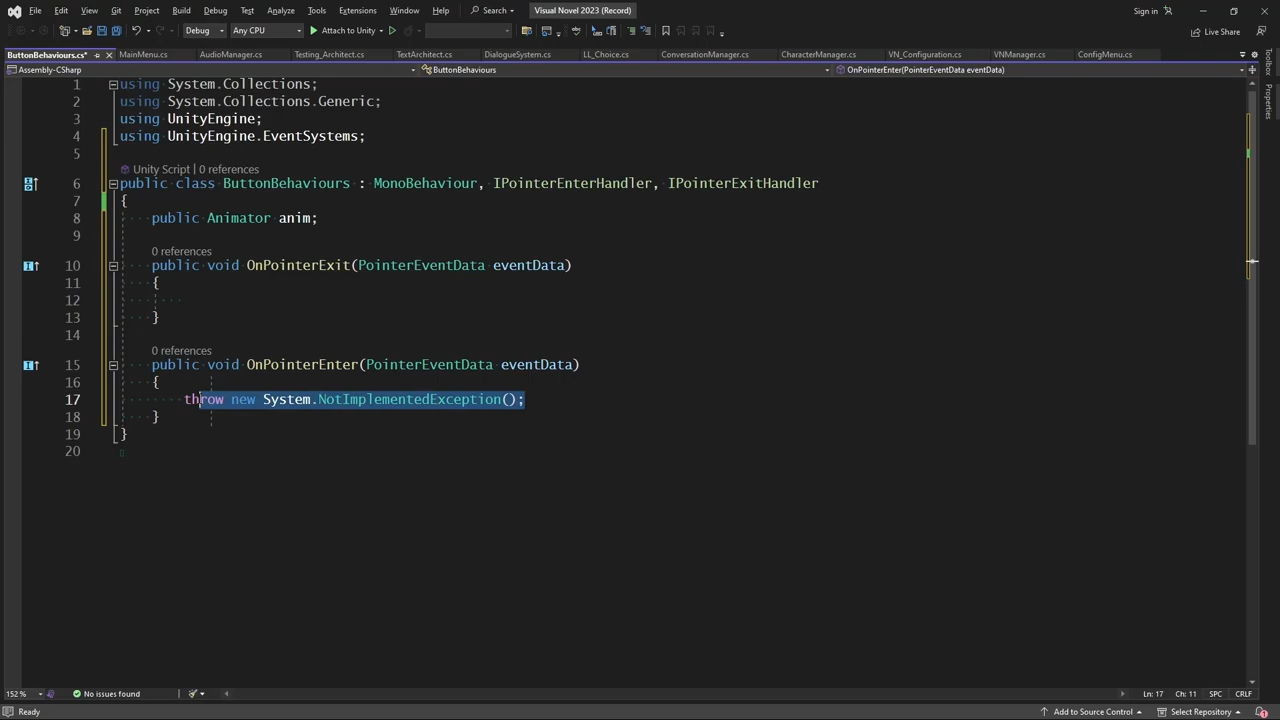 File Edit View Git Project Build Debug Test Analyze Tools Extensions Window Help Search Visual Novel 2023 (Record) Sign in
Debug Any CPU Attach to Unity Live Share
ButtonBehaviours.cs* MainMenu.cs AudioManager.cs Testing_Architect.cs TextArchitect.cs DialogueSystem.cs LL_Choice.cs ConversationManager.cs CharacterManager.cs VN_Configuration.cs VNManager.cs ConfigMenu.cs
Assembly-CSharp ButtonBehaviours OnPointerEnter(PointerEventData eventData)
Toolbox
Properties
1 using System.Collections;
2 using System.Collections.Generic;
3 using UnityEngine;
4 using UnityEngine.EventSystems;
5
Unity Script | 0 references
6 public class ButtonBehaviours : MonoBehaviour, IPointerEnterHandler, IPointerExitHandler
7 {
8 public Animator anim;
9
0 references
10 public void OnPointerExit(PointerEventData eventData)
11 {
12
13 }
14
0 references
15 public void OnPointerEnter(PointerEventData eventData)
16 {
17 throw new System.NotImplementedException();
18 }
19 }
20
152 % No issues found Ln: 17 Ch: 11 SPC CRLF
Ready Add to Source Control Select Repository 1